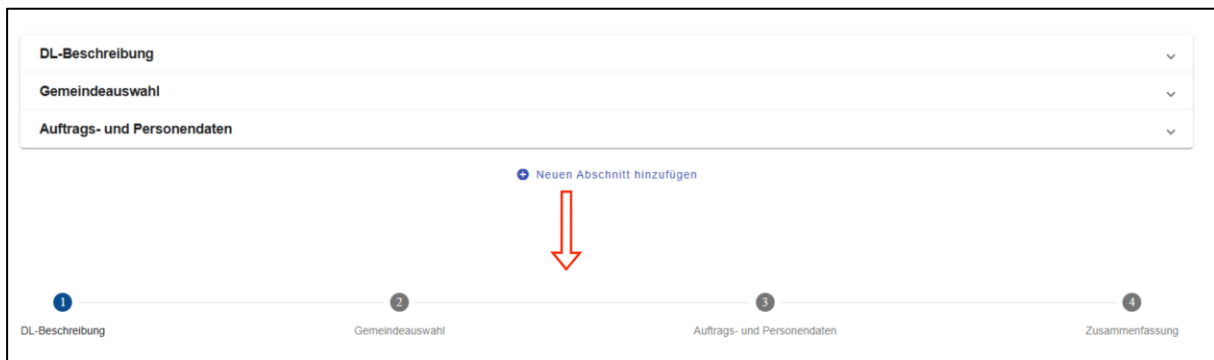 DL-Beschreibung
Gemeindeauswahl
Auftrags- und Personendaten
Neuen Abschnitt hinzufügen
1 2 3 4
DL-Beschreibung Gemeindeauswahl Auftrags- und Personendaten Zusammenfassung